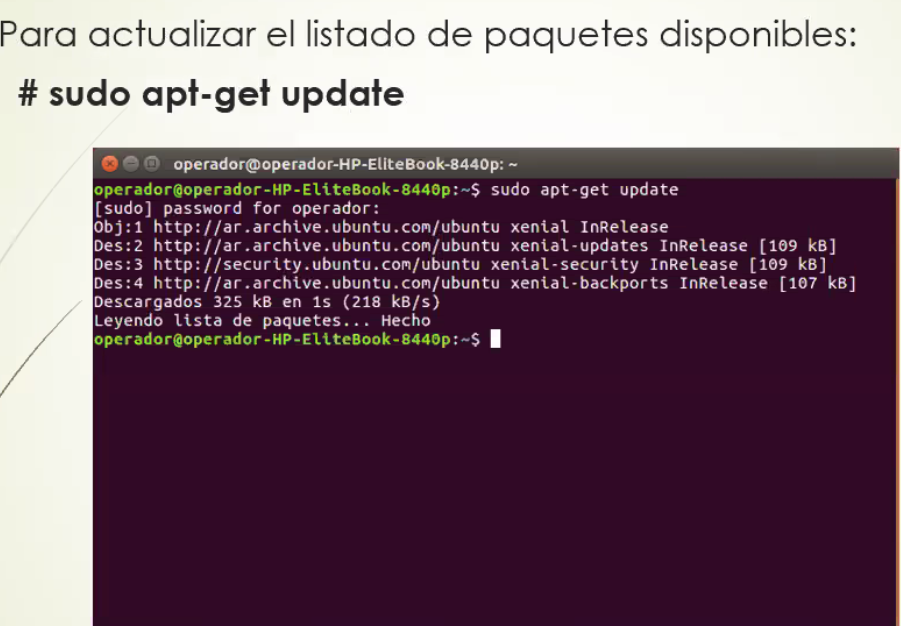 Para actualizar el listado de paquetes disponibles:
# sudo apt-get update
operador@operador-HP-EliteBook-8440p: ~
operador@operador-HP-EliteBook-8440p:~$ sudo apt-get update
[sudo] password for operador:
Obj:1 http://ar.archive.ubuntu.com/ubuntu xenial InRelease
Des:2 http://ar.archive.ubuntu.com/ubuntu xenial-updates InRelease [109 kB]
Des:3 http://security.ubuntu.com/ubuntu xenial-security InRelease [109 kB]
Des:4 http://ar.archive.ubuntu.com/ubuntu xenial-backports InRelease [107 kB]
Descargados 325 kB en 1s (218 kB/s)
Leyendo lista de paquetes... Hecho
operador@operador-HP-EliteBook-8440p:~$